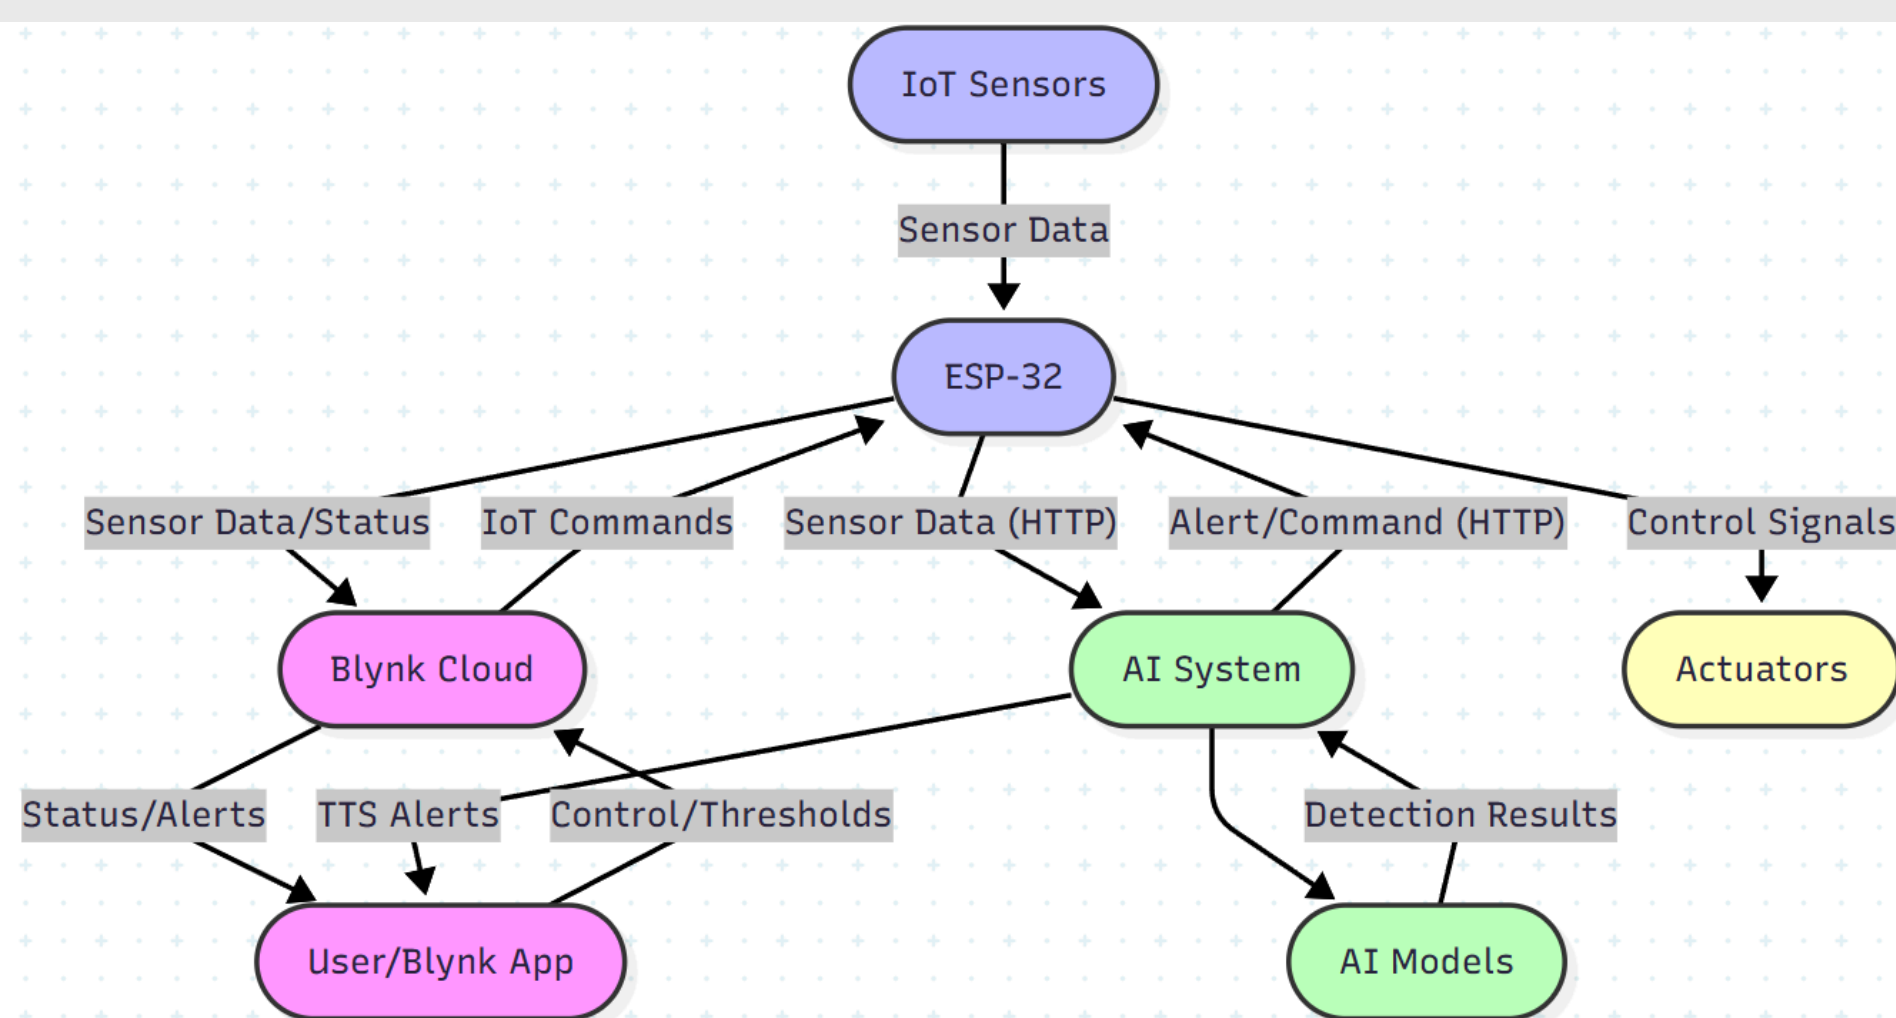 IoT Sensors
Sensor Data
ESP-32
Sensor Data/Status
IoT Commands
Sensor Data (HTTP)
Alert/Command (HTTP)
Control Signals
Blynk Cloud
AI System
Actuators
Status/Alerts
TTS Alerts
Control/Thresholds
Detection Results
User/Blynk App
AI Models